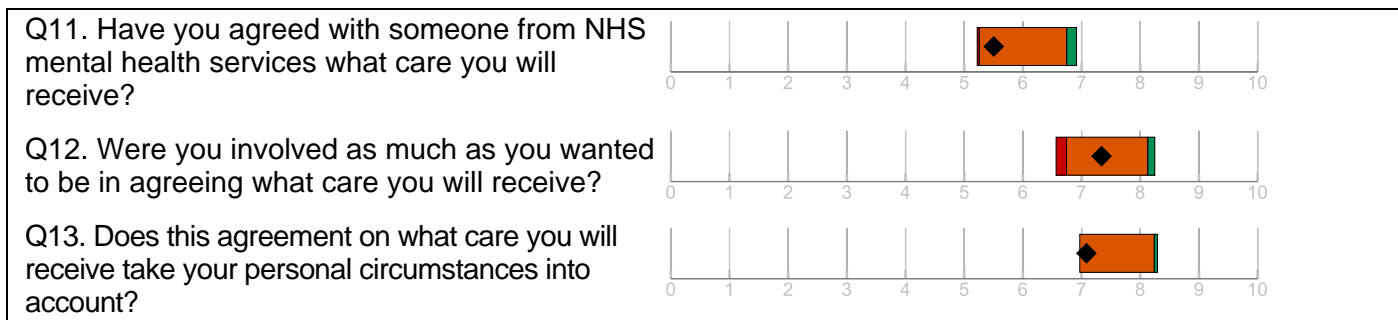 Q11. Have you agreed with someone from NHS
mental health services what care you will
receive?
0 1 2 3 4 5 6 7 8 9 10
Q12. Were you involved as much as you wanted
to be in agreeing what care you will receive?
0 1 2 3 4 5 6 7 8 9 10
Q13. Does this agreement on what care you will
receive take your personal circumstances into
account?
0 1 2 3 4 5 6 7 8 9 10